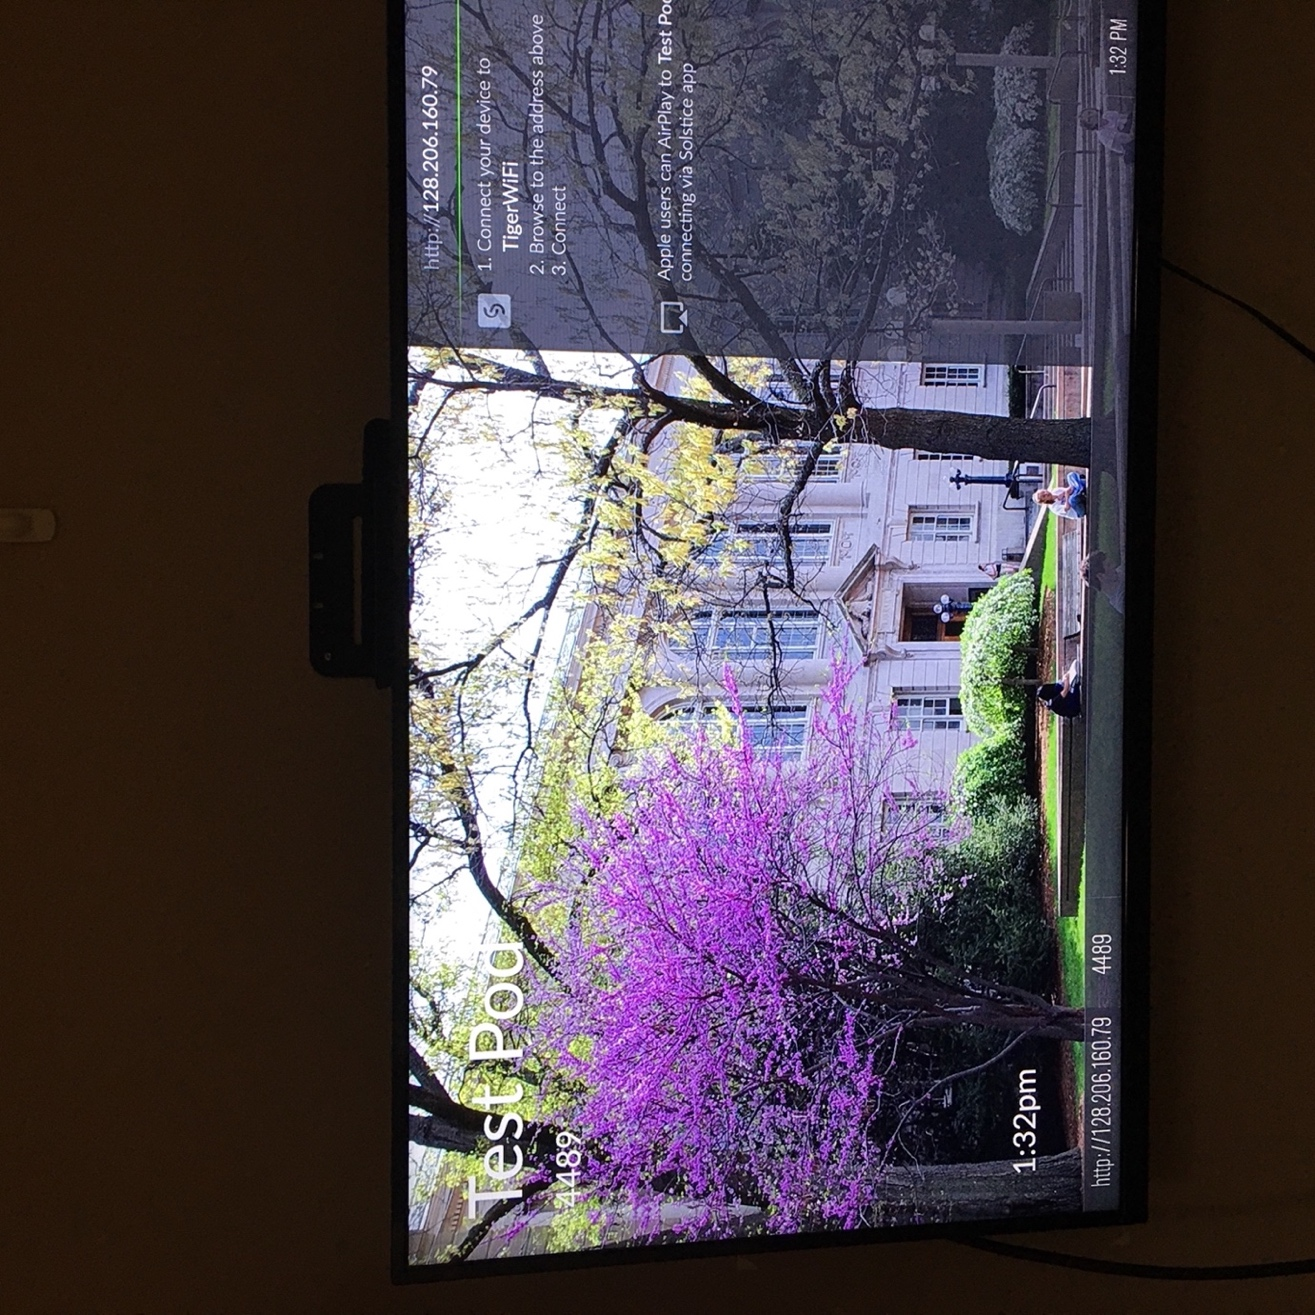 Test Pod
4489
1:32pm
http://128.206.160.79
1. Connect your device to
TigerWiFi
2. Browse to the address above
3. Connect
Apple users can AirPlay to Test Pod
connecting via Solstice app
http://128.206.160.79 4489
1:32 PM